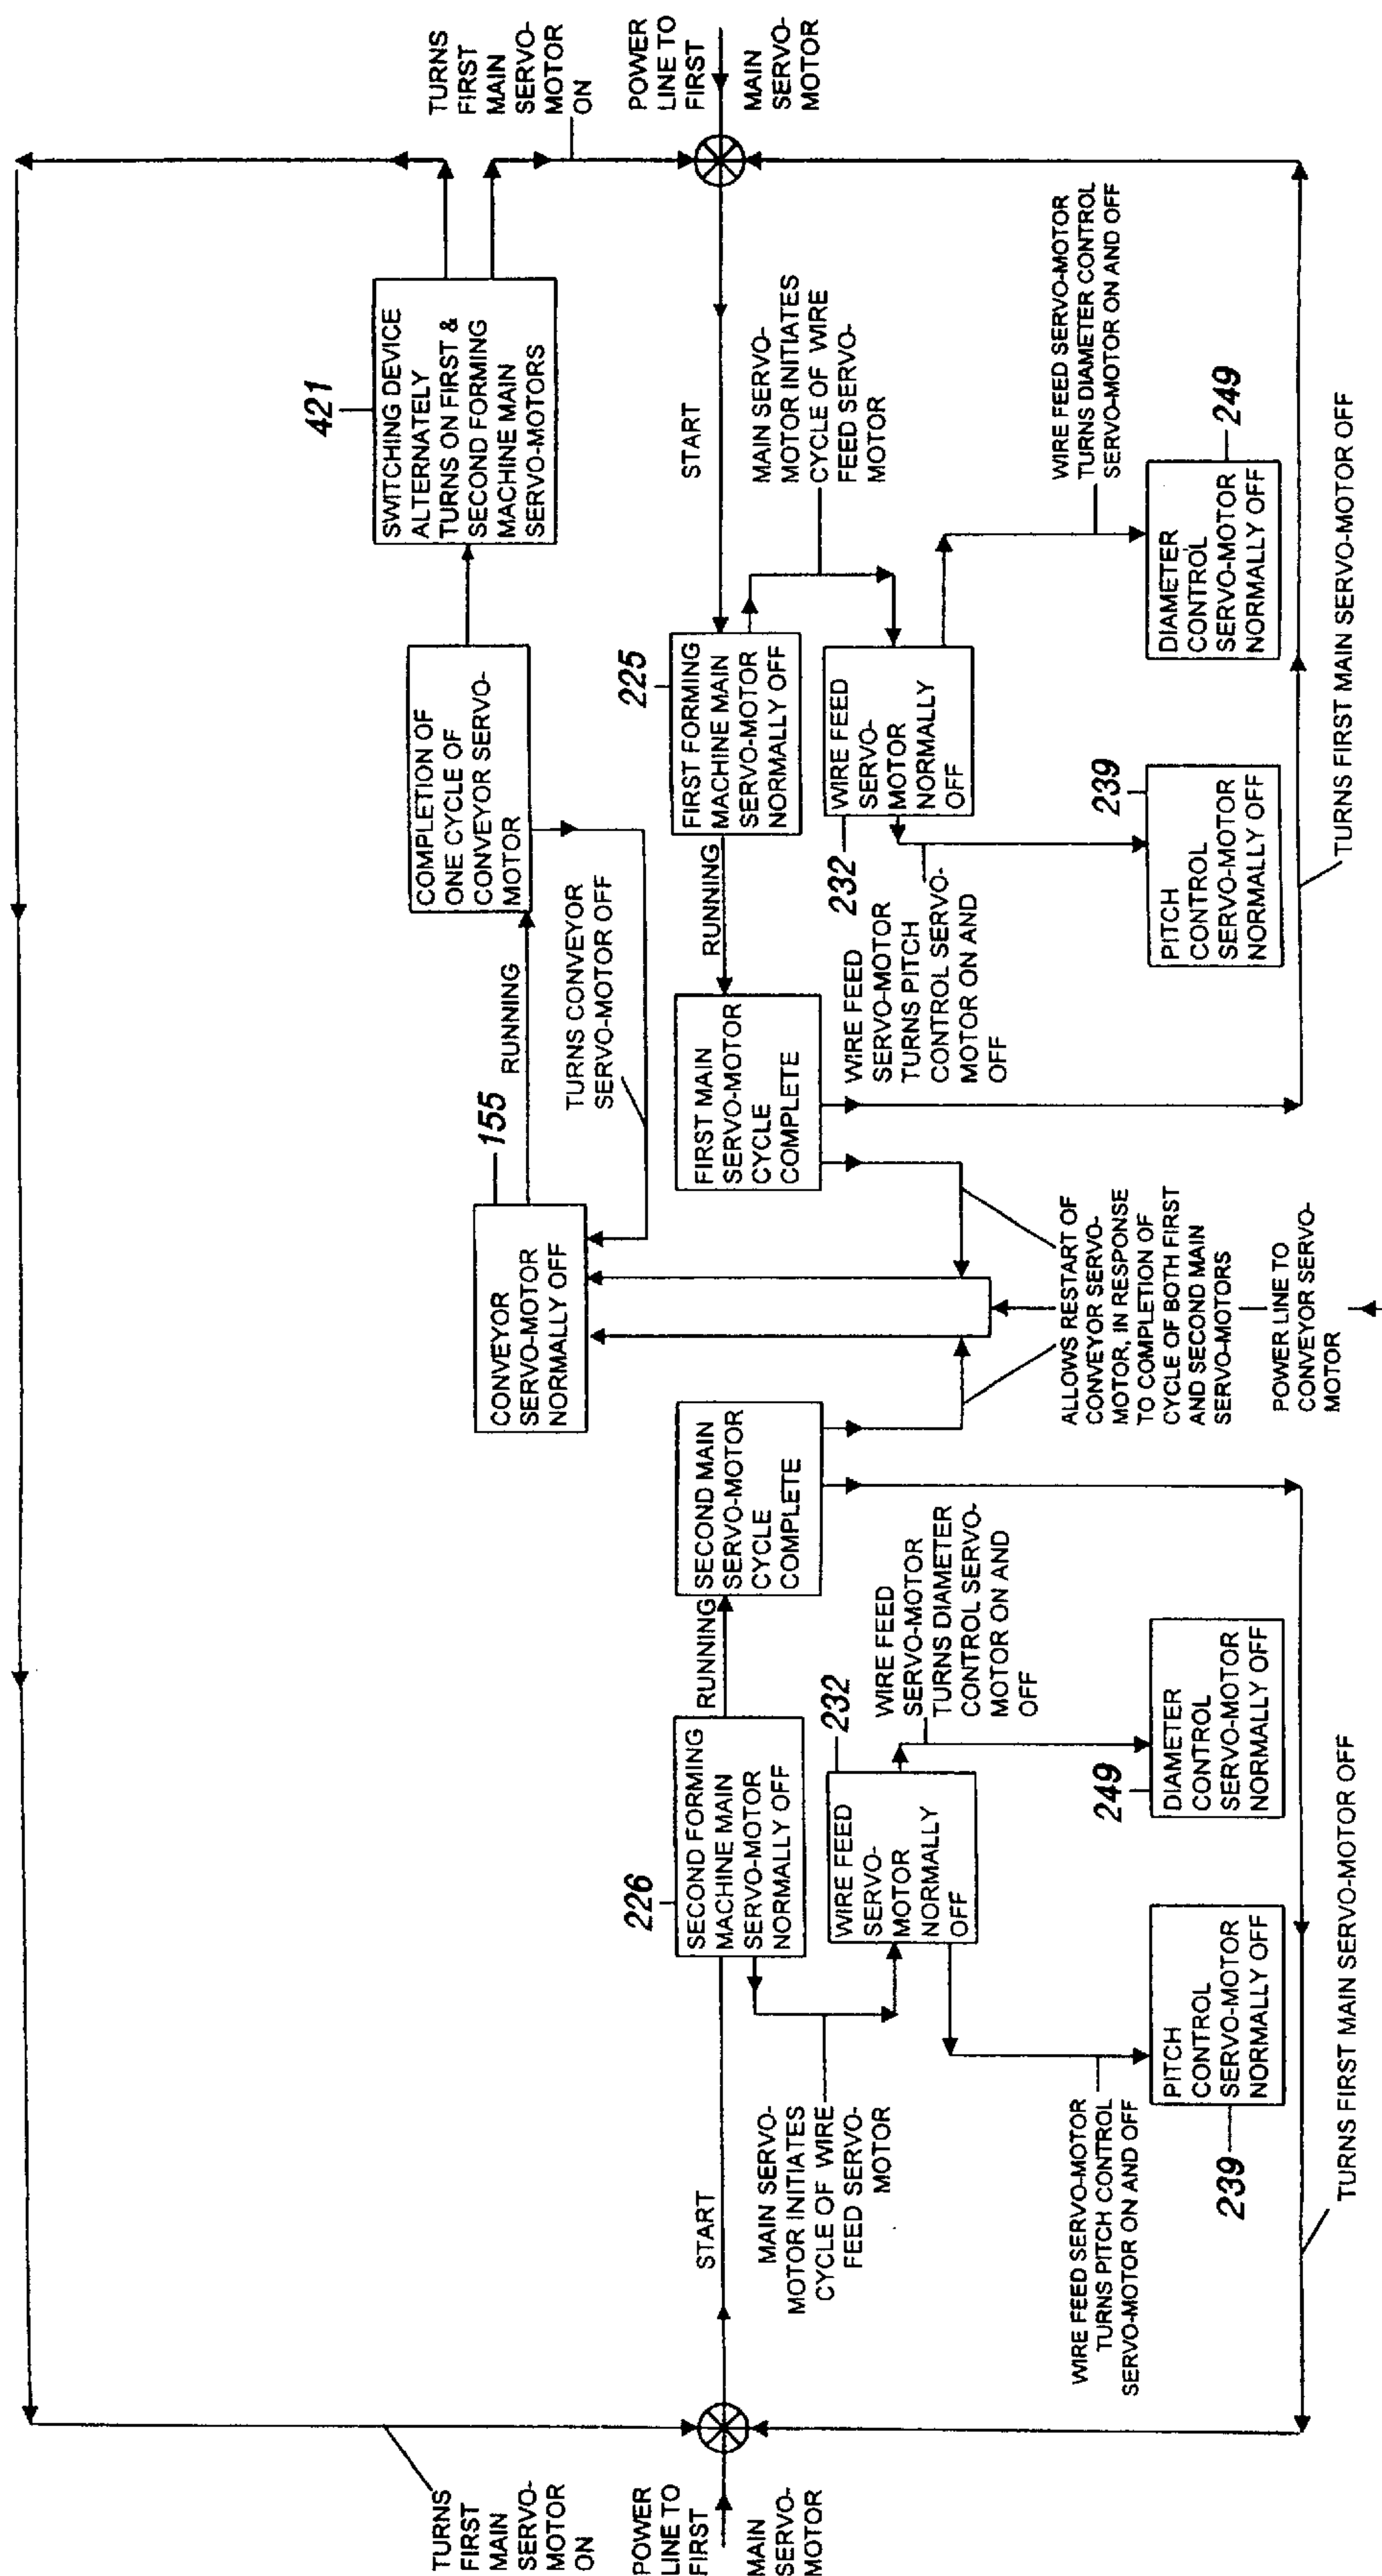 TURNS
FIRST
MAIN
SERVO-
MOTOR
ON
POWER
LINE TO
FIRST
MAIN
SERVO-
MOTOR
START
226
SECOND FORMING
MACHINE MAIN
SERVO-MOTOR
NORMALLY OFF
RUNNING
SECOND MAIN
SERVO-MOTOR
CYCLE
COMPLETE
MAIN SERVO-
MOTOR INITIATES
CYCLE OF WIRE
FEED SERVO-
MOTOR
232
WIRE FEED
SERVO-
MOTOR
NORMALLY
OFF
WIRE FEED
SERVO-MOTOR
TURNS DIAMETER
CONTROL SERVO-
MOTOR ON AND
OFF
WIRE FEED SERVO-MOTOR
TURNS PITCH CONTROL
SERVO-MOTOR ON AND OFF
239
PITCH
CONTROL
SERVO-MOTOR
NORMALLY OFF
249
DIAMETER
CONTROL
SERVO-MOTOR
NORMALLY OFF
TURNS FIRST MAIN SERVO-MOTOR OFF
155
CONVEYOR
SERVO-MOTOR
NORMALLY OFF
RUNNING
TURNS CONVEYOR
SERVO-MOTOR OFF
COMPLETION OF
ONE CYCLE OF
CONVEYOR SERVO-
MOTOR
421
SWITCHING DEVICE
ALTERNATELY
TURNS ON FIRST &
SECOND FORMING
MACHINE MAIN
SERVO-MOTORS
TURNS
FIRST
MAIN
SERVO-
MOTOR
ON
POWER
LINE TO
FIRST
MAIN
SERVO-
MOTOR
START
225
FIRST FORMING
MACHINE MAIN
SERVO-MOTOR
NORMALLY OFF
RUNNING
FIRST MAIN
SERVO-MOTOR
CYCLE
COMPLETE
MAIN SERVO-
MOTOR INITIATES
CYCLE OF WIRE
FEED SERVO-
MOTOR
232
WIRE FEED
SERVO-
MOTOR
NORMALLY
OFF
WIRE FEED
SERVO-MOTOR
TURNS PITCH
CONTROL SERVO-
MOTOR ON AND
OFF
WIRE FEED SERVO-MOTOR
TURNS DIAMETER CONTROL
SERVO-MOTOR ON AND OFF
239
PITCH
CONTROL
SERVO-MOTOR
NORMALLY OFF
249
DIAMETER
CONTROL
SERVO-MOTOR
NORMALLY OFF
TURNS FIRST MAIN SERVO-MOTOR OFF
ALLOWS RESTART OF
CONVEYOR SERVO-
MOTOR, IN RESPONSE
TO COMPLETION OF
CYCLE OF BOTH FIRST
AND SECOND MAIN
SERVO-MOTORS
POWER LINE TO
CONVEYOR SERVO-
MOTOR